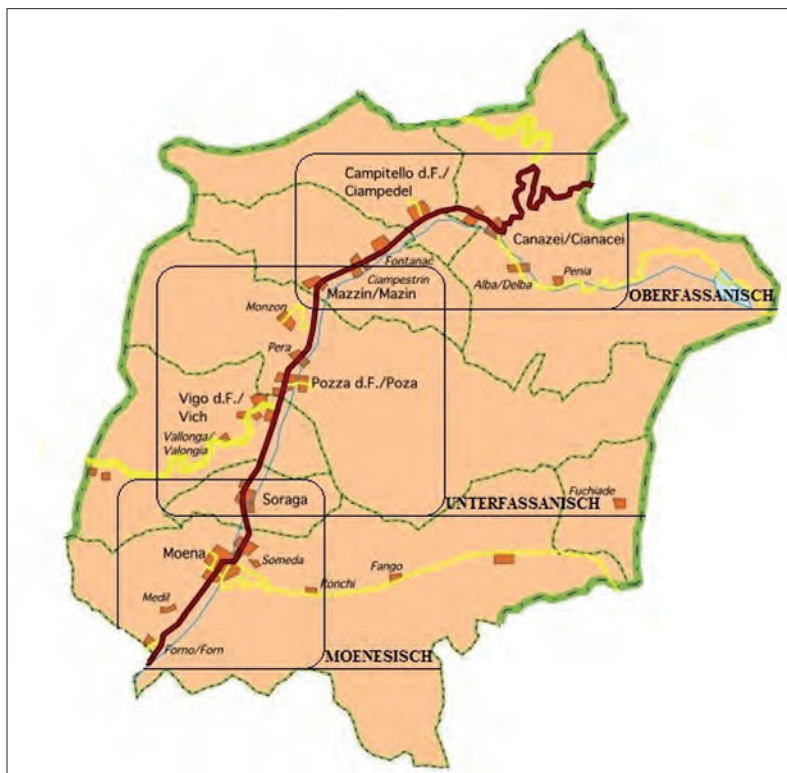 Campitello d.F./
Ciampedel
Canazei/Cianacei
Fontanac
Ciampestrin
Alba/Delba
Penia
Mazzin/Mazin
OBERFASSANISCH
Monzon
Pera
Pozza d.F./Poza
Vigo d.F./
Vich
Vallonga/
Valongia
Soraga
Fuchiade
UNTERFASSANISCH
Moena
Someda
Fango
Ronchi
Medil
Forno/Forn
MOENESISCH